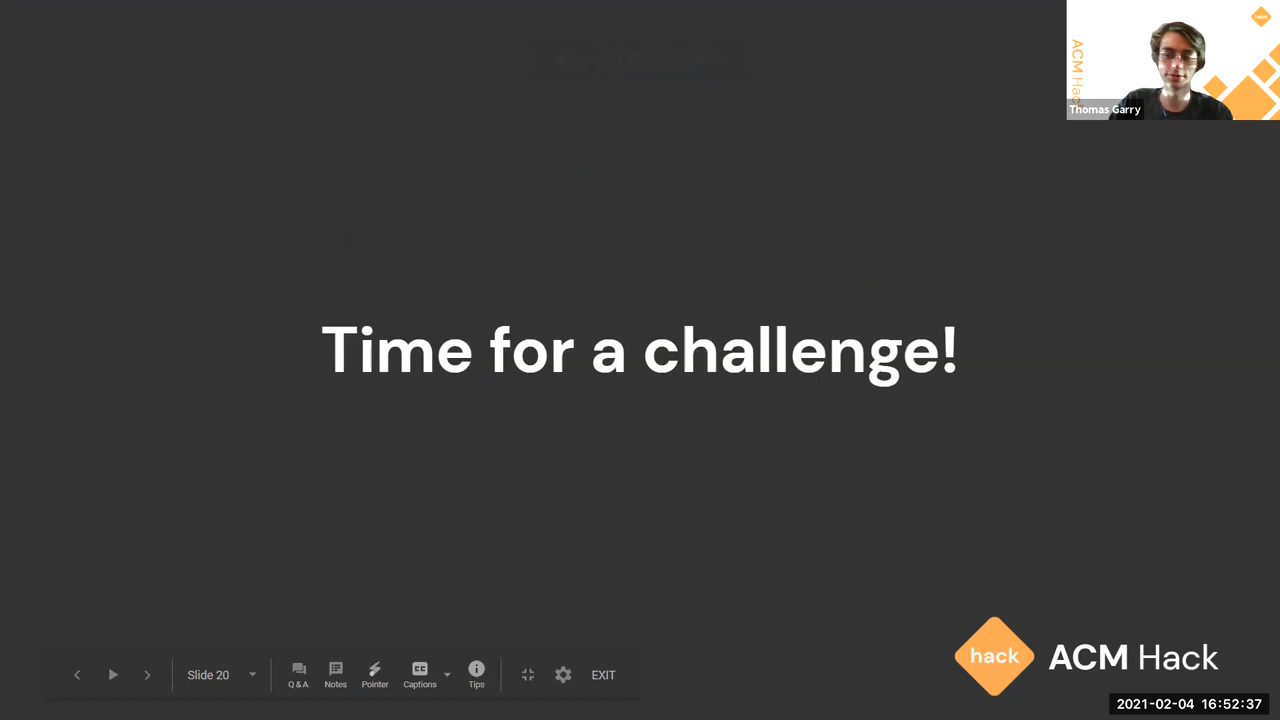 hack
ACM Hac
Thomas Garry
Time for a challenge!
Slide 20
Q & A
Notes
Pointer
Captions
Tips
EXIT
hack
ACM Hack
2021-02-04 16:52:37